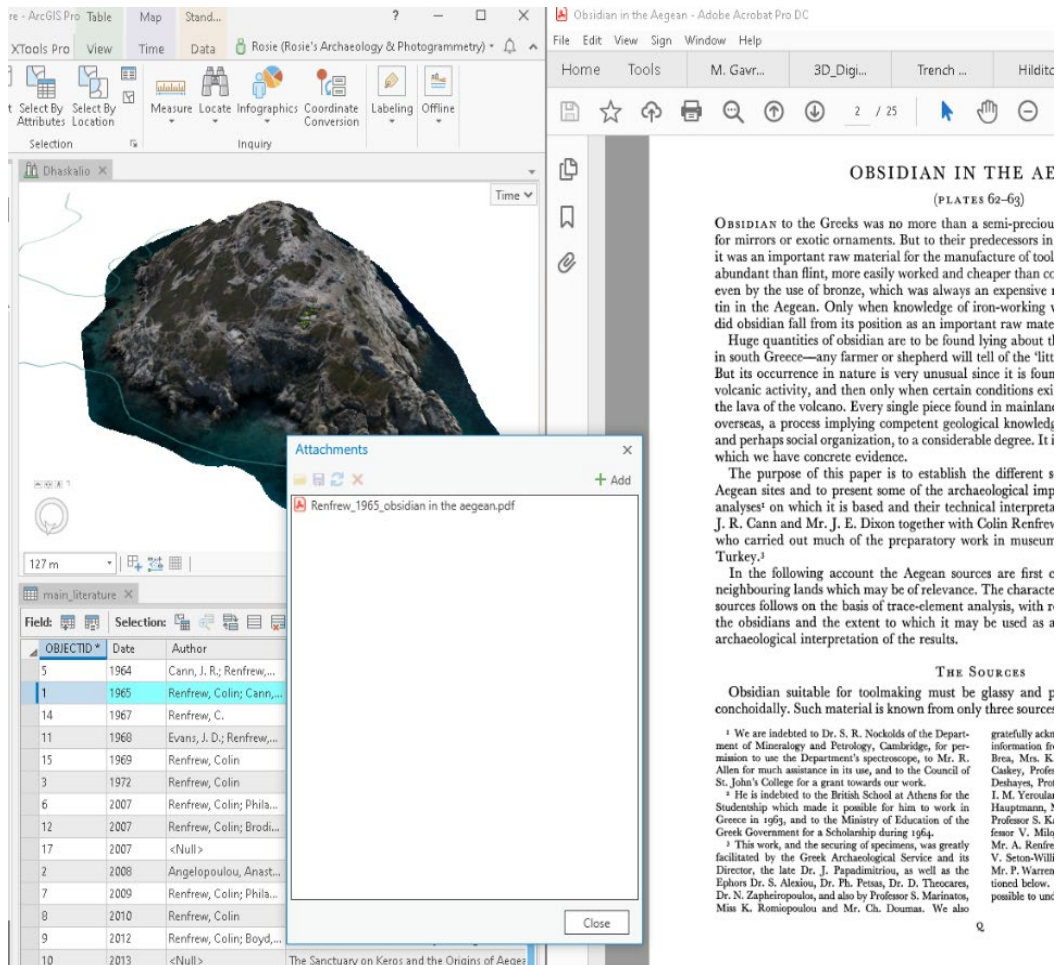 re - ArcGIS Pro
Table
Map
Stand...
?
XTools Pro
View
Time
Data
Rosie (Rosie's Archaeology & Photogrammetry)
Select By Attributes
Select By Location
Measure
Locate
Infographics
Coordinate Conversion
Labeling
Offline
Selection
Inquiry
Dhaskalio
Time
127 m
main_literature
Field:
Selection:
OBJECTID *
Date
Author
5 1964 Cann, J. R.; Renfrew,...
1 1965 Renfrew, Colin; Cann,...
14 1967 Renfrew, C.
11 1968 Evans, J. D.; Renfrew,...
15 1969 Renfrew, Colin
3 1972 Renfrew, Colin
6 2007 Renfrew, Colin; Phila...
12 2007 Renfrew, Colin; Brodi...
17 2007 <Null>
2 2008 Angelopoulou, Anast...
7 2009 Renfrew, Colin; Phila...
8 2010 Renfrew, Colin
9 2012 Renfrew, Colin; Boyd,...
10 2013 <Null> The Sanctuary on Keros and the Origins of Aegea
Attachments
Add
Renfrew_1965_obsidian in the aegean.pdf
Close
Obsidian in the Aegean - Adobe Acrobat Pro DC
File Edit View Sign Window Help
Home
Tools
M. Gavr...
3D_Digi...
Trench ...
Hildito
2 / 25
OBSIDIAN IN THE AE
(PLATES 62–63)
OBSIDIAN to the Greeks was no more than a semi-preciou
for mirrors or exotic ornaments. But to their predecessors in
it was an important raw material for the manufacture of tool
abundant than flint, more easily worked and cheaper than co
even by the use of bronze, which was always an expensive
tin in the Aegean. Only when knowledge of iron-working
did obsidian fall from its position as an important raw mate
Huge quantities of obsidian are to be found lying about th
in south Greece—any farmer or shepherd will tell of the ‘litt
But its occurrence in nature is very unusual since it is foun
volcanic activity, and then only when certain conditions exi
the lava of the volcano. Every single piece found in mainland
overseas, a process implying competent geological knowledg
and perhaps social organization, to a considerable degree. It i
which we have concrete evidence.
The purpose of this paper is to establish the different s
Aegean sites and to present some of the archaeological imp
analyses¹ on which it is based and their technical interpreta
J. R. Cann and Mr. J. E. Dixon together with Colin Renfrew
who carried out much of the preparatory work in museum
Turkey.³
In the following account the Aegean sources are first c
neighbouring lands which may be of relevance. The characte
sources follows on the basis of trace-element analysis, with r
the obsidians and the extent to which it may be used as a
archaeological interpretation of the results.
THE SOURCES
Obsidian suitable for toolmaking must be glassy and p
conchoidally. Such material is known from only three sources
¹ We are indebted to Dr. S. R. Nockolds of the Depart-
ment of Mineralogy and Petrology, Cambridge, for per-
mission to use the Department's spectroscope, to Mr. R.
Allen for much assistance in its use, and to the Council of
St. John's College for a grant towards our work.
² He is indebted to the British School at Athens for the
Studentship which made it possible for him to work in
Greece in 1963, and to the Ministry of Education of the
Greek Government for a Scholarship during 1964.
³ This work, and the securing of specimens, was greatly
facilitated by the Greek Archaeological Service and its
Director, the late Dr. J. Papadimitriou, as well as the
Ephors Dr. S. Alexiou, Dr. Ph. Petsas, Dr. D. Theocares,
Dr. N. Zapheiropoulos, and also by Professor S. Marinatos,
Miss K. Romiopoulou and Mr. Ch. Doumas. We also
gratefully ackn
information fr
Brea, Mrs. K.
Caskey, Profe
Deshayes, Pro
I. M. Yeroula
Hauptmann,
Professor S. K
fessor V. Milo
Mr. A. Renfre
V. Seton-Willi
Mr. P. Warren
tioned below.
possible to und
Q